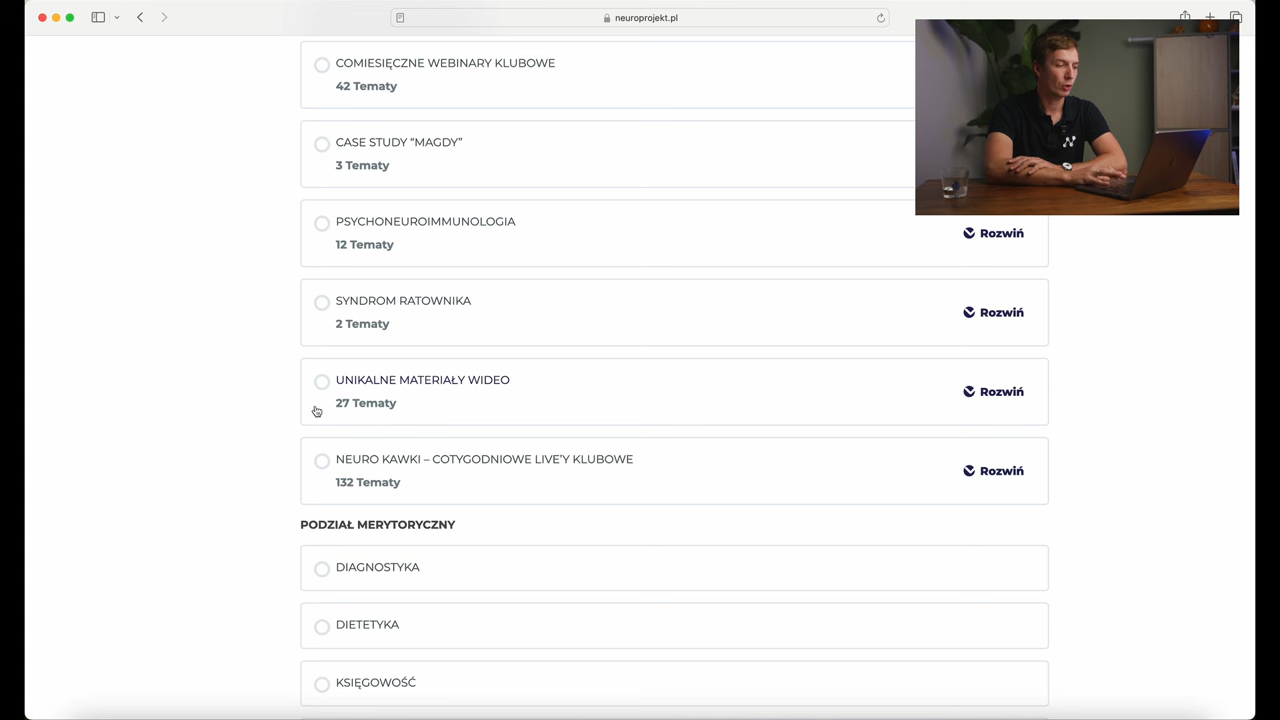 neuroprojekt.pl
COMIESIĘCZNE WEBINARY KLUBOWE
42 Tematy
CASE STUDY “MAGDY”
3 Tematy
PSYCHONEUROIMMUNOLOGIA
12 Tematy
Rozwiń
SYNDROM RATOWNIKA
2 Tematy
Rozwiń
UNIKALNE MATERIAŁY WIDEO
27 Tematy
Rozwiń
NEURO KAWKI – COTYGODNIOWE LIVE’Y KLUBOWE
132 Tematy
Rozwiń
PODZIAŁ MERYTORYCZNY
DIAGNOSTYKA
DIETETYKA
KSIĘGOWOŚĆ